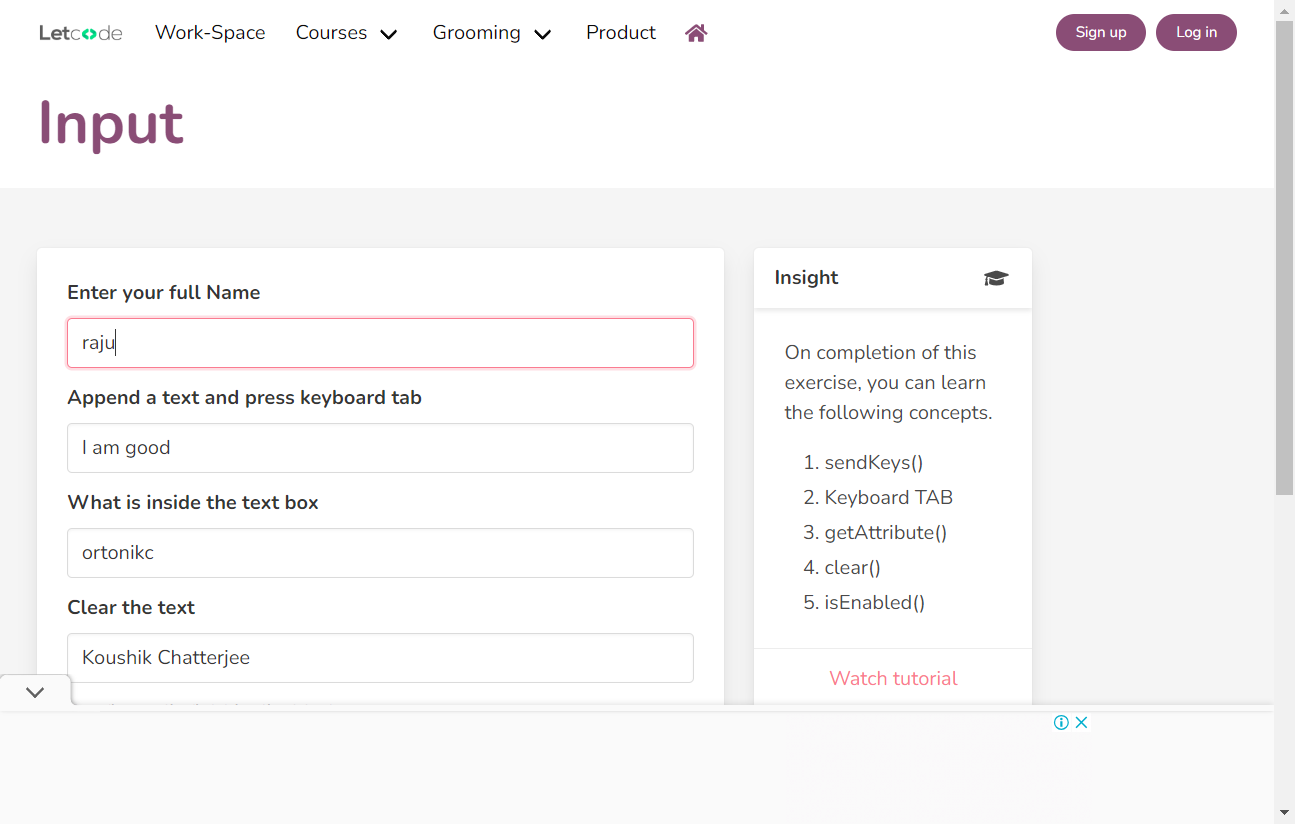 Letcode Work-Space Courses Grooming Product Sign up Log in
Input
Enter your full Name
raju
Append a text and press keyboard tab
I am good
What is inside the text box
ortonikc
Clear the text
Koushik Chatterjee
Insight
On completion of this
exercise, you can learn
the following concepts.
1. sendKeys()
2. Keyboard TAB
3. getAttribute()
4. clear()
5. isEnabled()
Watch tutorial